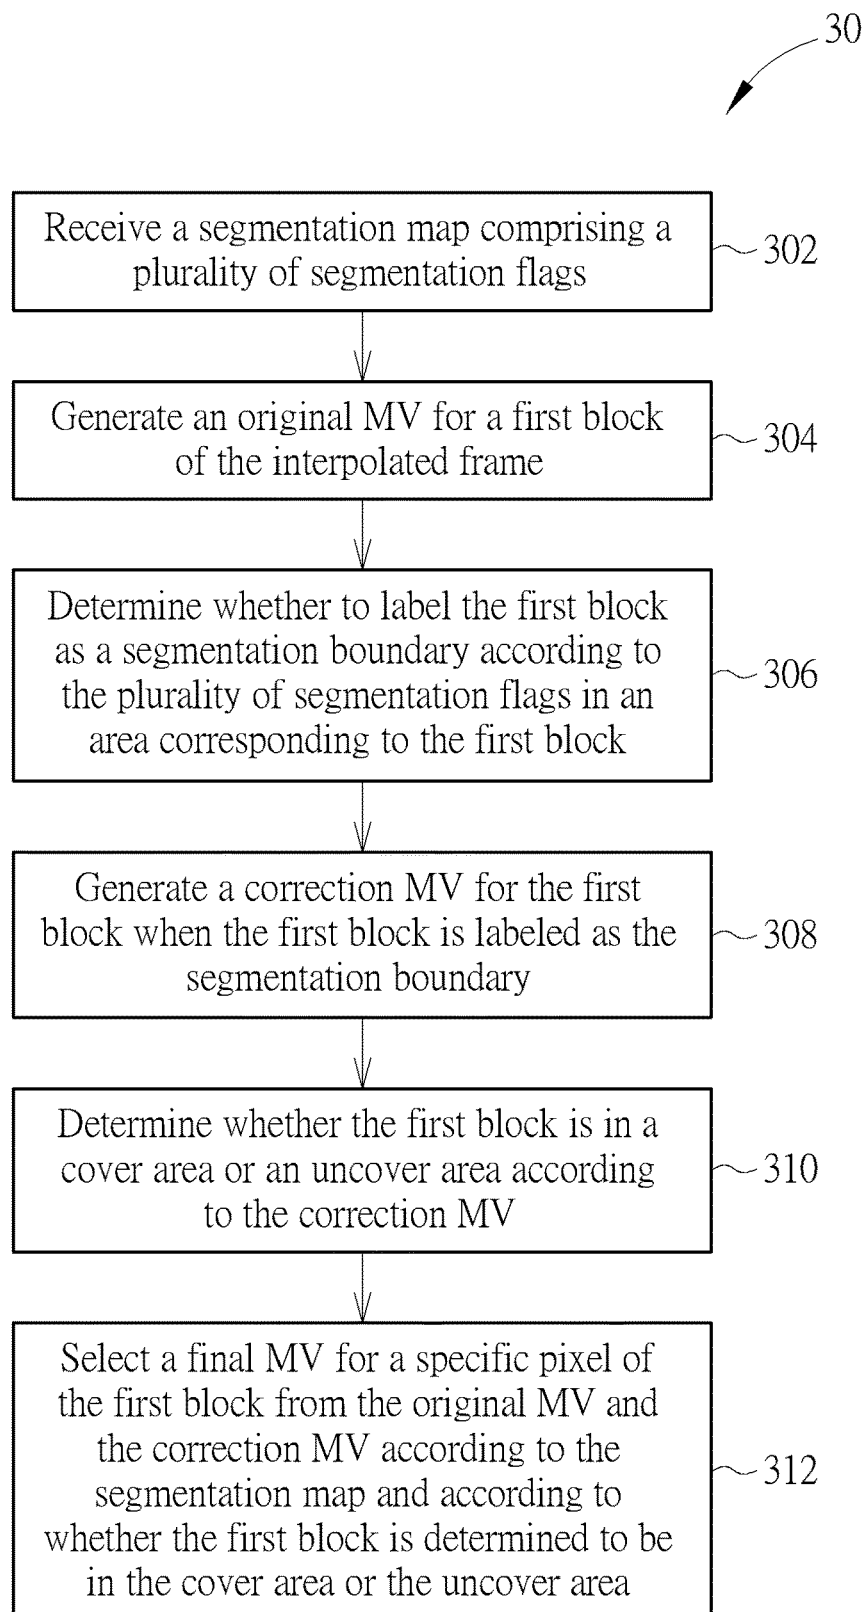 30
Receive a segmentation map comprising a
plurality of segmentation flags
302
Generate an original MV for a first block
of the interpolated frame
304
Determine whether to label the first block
as a segmentation boundary according to
the plurality of segmentation flags in an
area corresponding to the first block
306
Generate a correction MV for the first
block when the first block is labeled as the
segmentation boundary
308
Determine whether the first block is in a
cover area or an uncover area according
to the correction MV
310
Select a final MV for a specific pixel of
the first block from the original MV and
the correction MV according to the
segmentation map and according to
whether the first block is determined to be
in the cover area or the uncover area
312